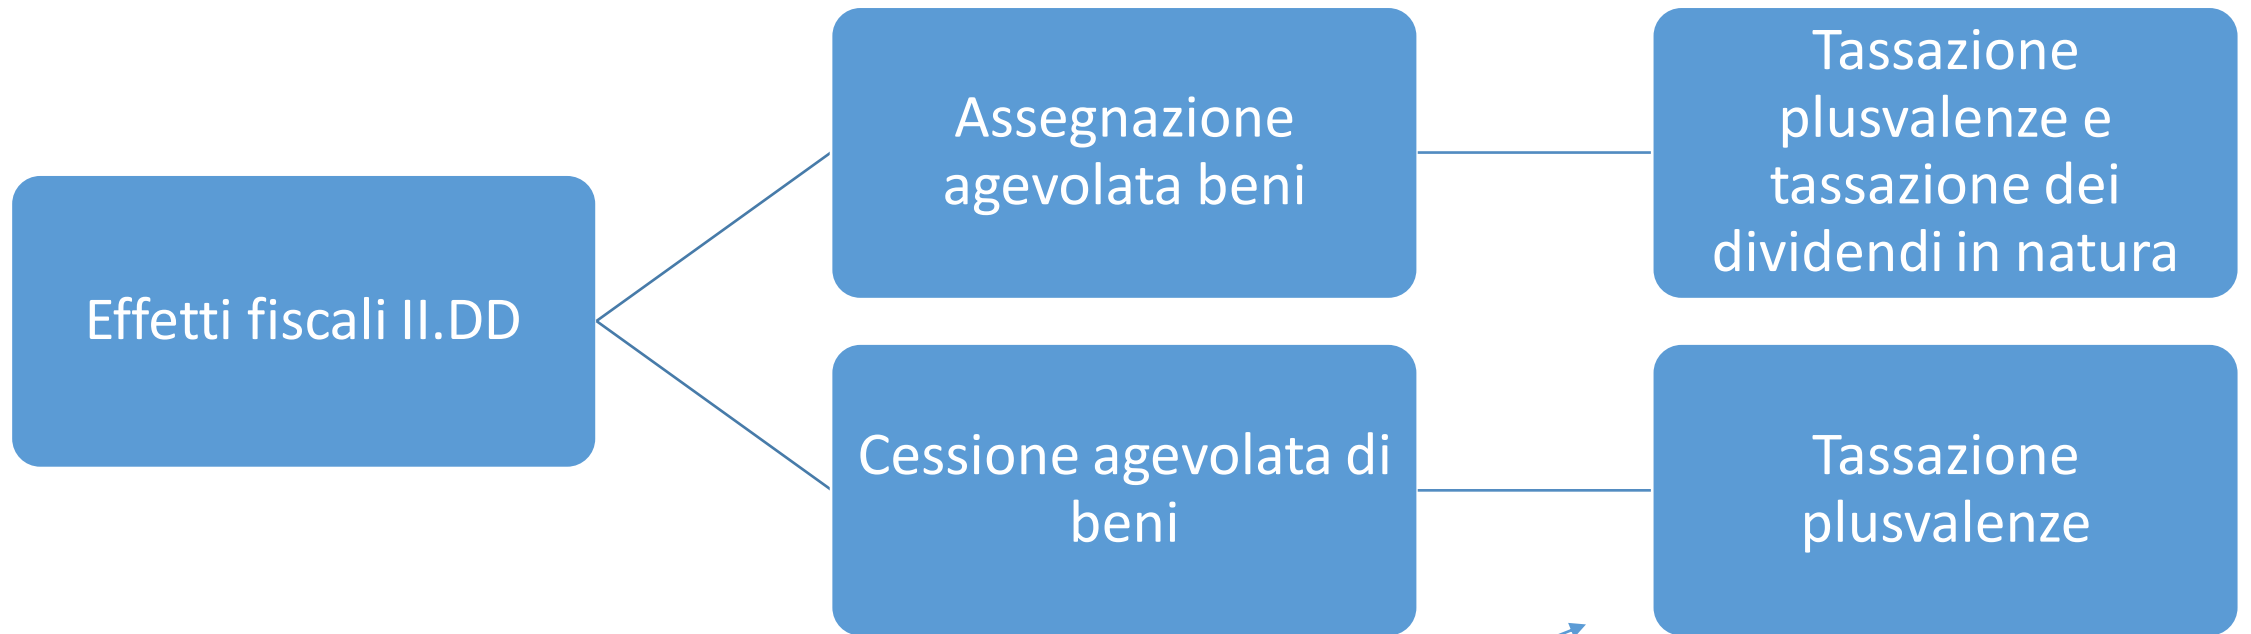 Effetti fiscali II.DD
Assegnazione
agevolata beni
Tassazione
plusvalenze e
tassazione dei
dividendi in natura
Cessione agevolata di
beni
Tassazione
plusvalenze